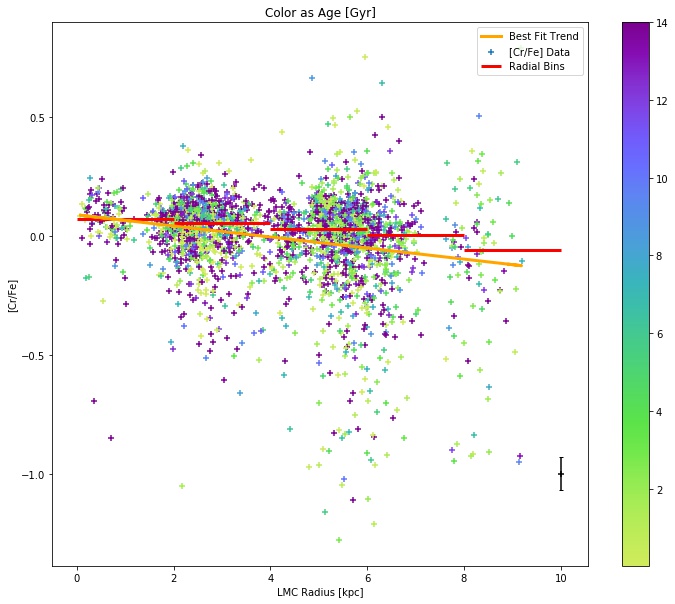 Color as Age [Gyr]
Best Fit Trend
[Cr/Fe] Data
Radial Bins
[Cr/Fe]
0.5
0.0
−0.5
−1.0
0 2 4 6 8 10
LMC Radius [kpc]
14
12
10
8
6
4
2